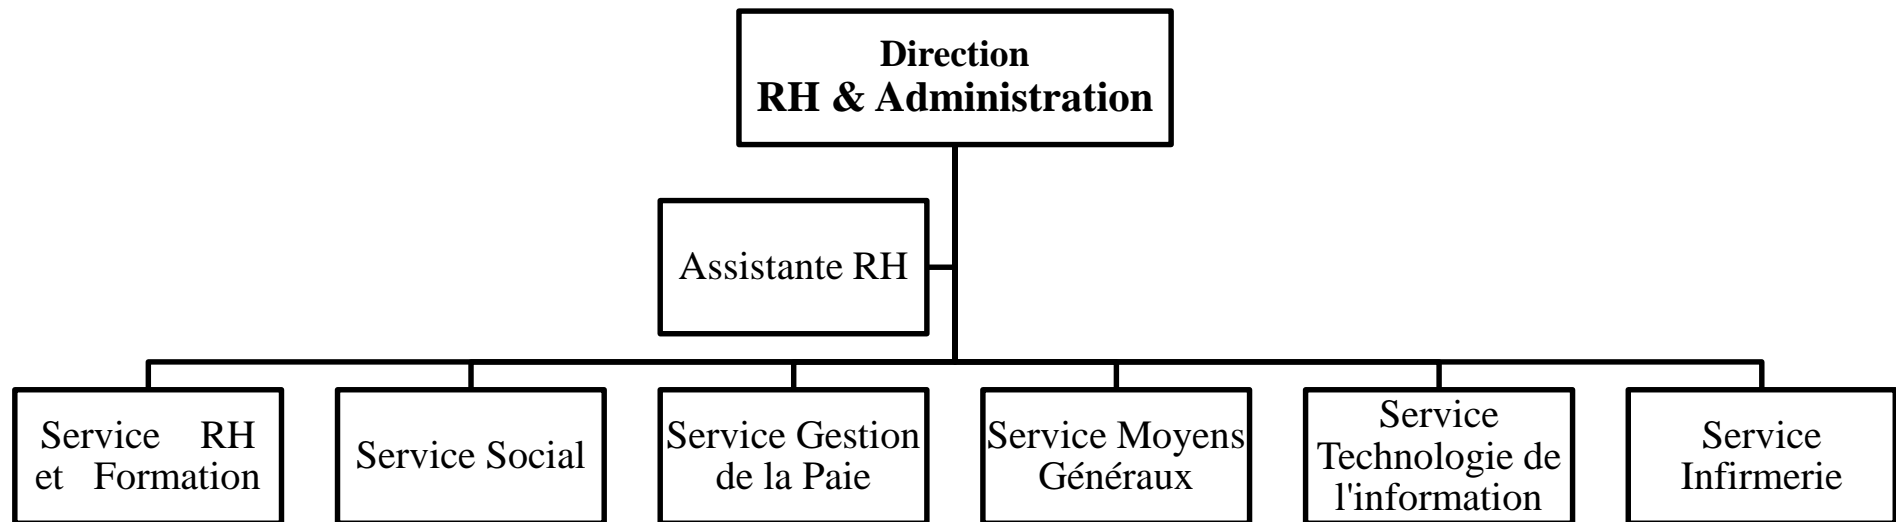 Direction
RH & Administration
Assistante RH
Service RH
et Formation
Service Social
Service Gestion
de la Paie
Service Moyens
Généraux
Service
Technologie de
l'information
Service
Infirmerie